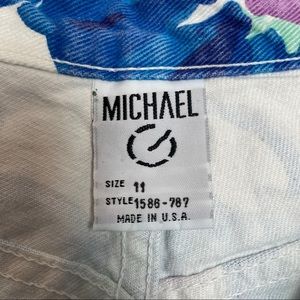 MICHAEL
G
SIZE 11
STYLE 1586-787
MADE IN U.S.A.